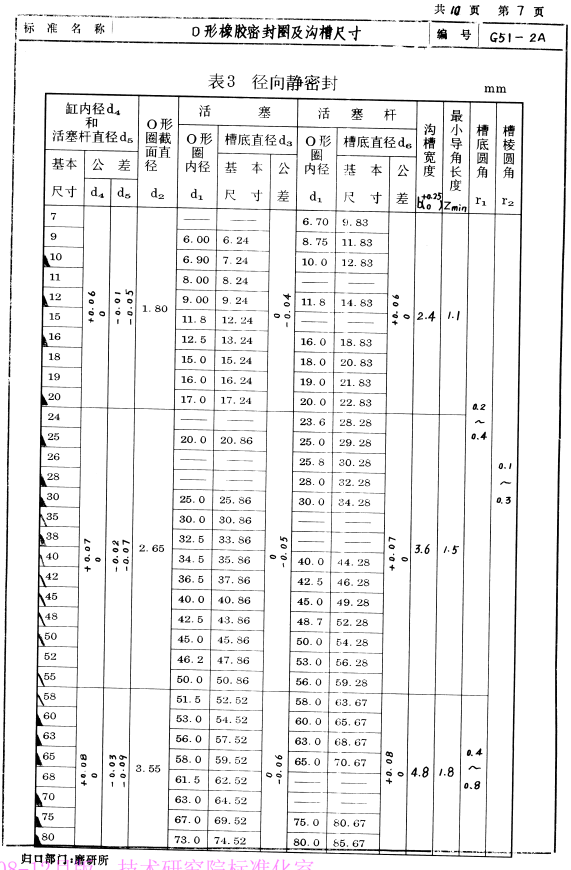 共 10 页 第 7 页
标 准 名 称 O形橡胶密封圈及沟槽尺寸 编 号 G51-2A
表3 径向静密封
mm
缸内径d4和活塞杆直径d5 O形圈截面直径 活 塞 活 塞 杆 沟槽宽度 最小导角长度 槽底圆角 槽棱圆角
O形圈内径 槽底直径d3 O形圈内径 槽底直径d6
基本尺寸 公 差 基 本 尺 寸 公差 基 本 尺 寸 公差
d4 d5 d2 d1 d1 b(+0.25 0) Zmin r1 r2
7 —— —— 6.70 9.83
9 6.00 6.24 8.75 11.83
10 6.90 7.24 10.0 12.83
11 8.00 8.24 —— ——
12 9.00 9.24 11.8 14.83
+0.06 0 -0.01 -0.05 1.80 0 -0.04 +0.06 0 2.4 1.1
15 11.8 12.24 —— ——
16 12.5 13.24 16.0 18.83
18 15.0 15.24 18.0 20.83
19 16.0 16.24 19.0 21.83
20 17.0 17.24 20.0 22.83
0.2 ~ 0.4
24 —— —— 23.6 28.28
25 20.0 20.86 25.0 29.28
26 —— —— 25.8 30.28
0.1 ~ 0.3
28 —— —— 28.0 32.28
30 25.0 25.86 30.0 34.28
35 30.0 30.86 —— ——
38 32.5 33.86 —— ——
+0.07 0 -0.02 -0.07 2.65 0 -0.05 +0.07 0 3.6 1.5
40 34.5 35.86 40.0 44.28
42 36.5 37.86 42.5 46.28
45 40.0 40.86 45.0 49.28
48 42.5 43.86 48.7 52.28
50 45.0 45.86 50.0 54.28
52 46.2 47.86 53.0 56.28
55 50.0 50.86 56.0 59.28
58 51.5 52.52 58.0 63.67
60 53.0 54.52 60.0 65.67
63 56.0 57.52 63.0 68.67
65 58.0 59.52 65.0 70.67
+0.08 0 -0.03 -0.09 3.55 0 -0.06 +0.08 0 4.8 1.8 0.4 ~ 0.8
68 61.5 62.52 —— ——
70 63.0 64.52 —— ——
75 67.0 69.52 75.0 80.67
80 73.0 74.52 80.0 85.67
归口部门:磨研所
技术研究院标准化室